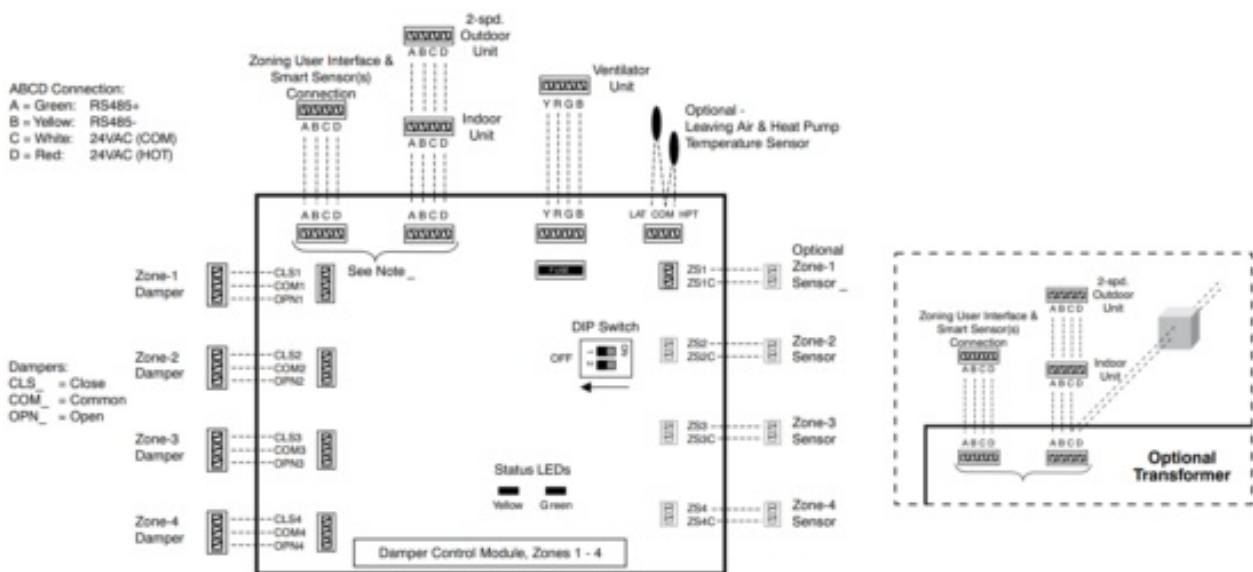 2-spd.
Outdoor
Unit
A B C D
Zoning User Interface &
Smart Sensor(s)
Connection
A B C D
Indoor
Unit
A B C D
Ventilator
Unit
Y R G B
Optional -
Leaving Air & Heat Pump
Temperature Sensor
ABCD Connection:
A = Green: RS485+
B = Yellow: RS485-
C = White: 24VAC (COM)
D = Red: 24VAC (HOT)
A B C D
A B C D
Y R G B
LAT COM HPT
See Note _
FUSE
Zone-1
Damper
CLS1
COM1
OPN1
ZS1
ZS1C
Optional
Zone-1
Sensor _
DIP Switch
OFF
ON
1
2
Zone-2
Damper
CLS2
COM2
OPN2
ZS2
ZS2C
Zone-2
Sensor
Dampers:
CLS_ = Close
COM_ = Common
OPN_ = Open
Zone-3
Damper
CLS3
COM3
OPN3
ZS3
ZS3C
Zone-3
Sensor
Status LEDs
Yellow Green
Zone-4
Damper
CLS4
COM4
OPN4
ZS4
ZS4C
Zone-4
Sensor
Damper Control Module, Zones 1 - 4
2-spd.
Outdoor
Unit
A B C D
Zoning User Interface &
Smart Sensor(s)
Connection
A B C D
Indoor
Unit
A B C D
A B C D
A B C D
Optional
Transformer